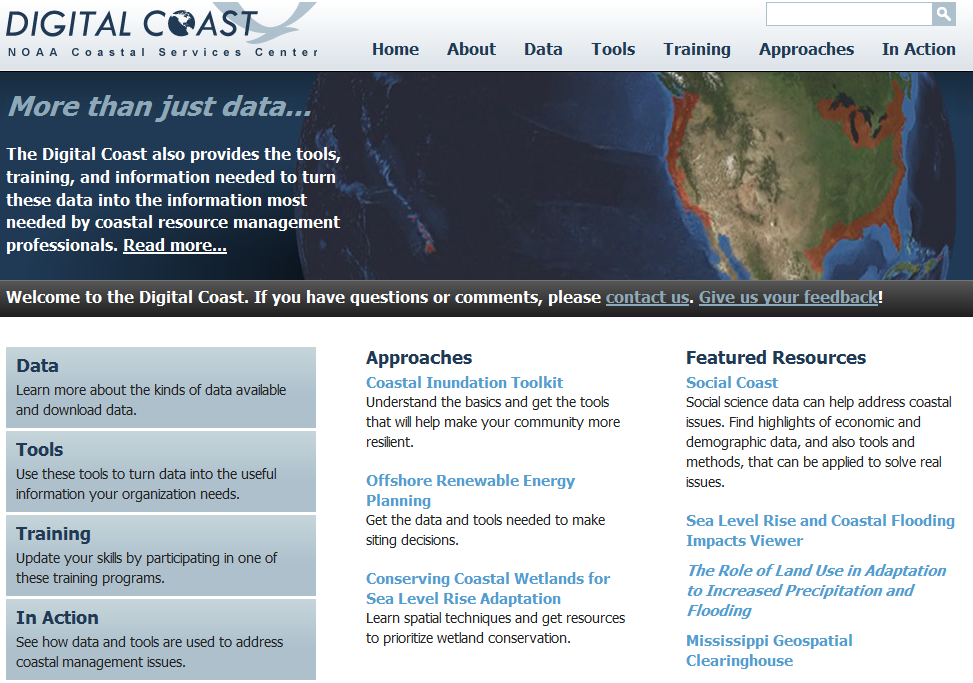 DIGITAL COAST
NOAA Coastal Services Center
Home About Data Tools Training Approaches In Action
More than just data...
The Digital Coast also provides the tools,
training, and information needed to turn
these data into the information most
needed by coastal resource management
professionals. Read more...
Welcome to the Digital Coast. If you have questions or comments, please contact us. Give us your feedback!
Data
Learn more about the kinds of data available
and download data.
Tools
Use these tools to turn data into the useful
information your organization needs.
Training
Update your skills by participating in one of
these training programs.
In Action
See how data and tools are used to address
coastal management issues.
Approaches
Coastal Inundation Toolkit
Understand the basics and get the tools
that will help make your community more
resilient.
Offshore Renewable Energy
Planning
Get the data and tools needed to make
siting decisions.
Conserving Coastal Wetlands for
Sea Level Rise Adaptation
Learn spatial techniques and get resources
to prioritize wetland conservation.
Featured Resources
Social Coast
Social science data can help address coastal
issues. Find highlights of economic and
demographic data, and also tools and
methods, that can be applied to solve real
issues.
Sea Level Rise and Coastal Flooding
Impacts Viewer
The Role of Land Use in Adaptation
to Increased Precipitation and
Flooding
Mississippi Geospatial
Clearinghouse